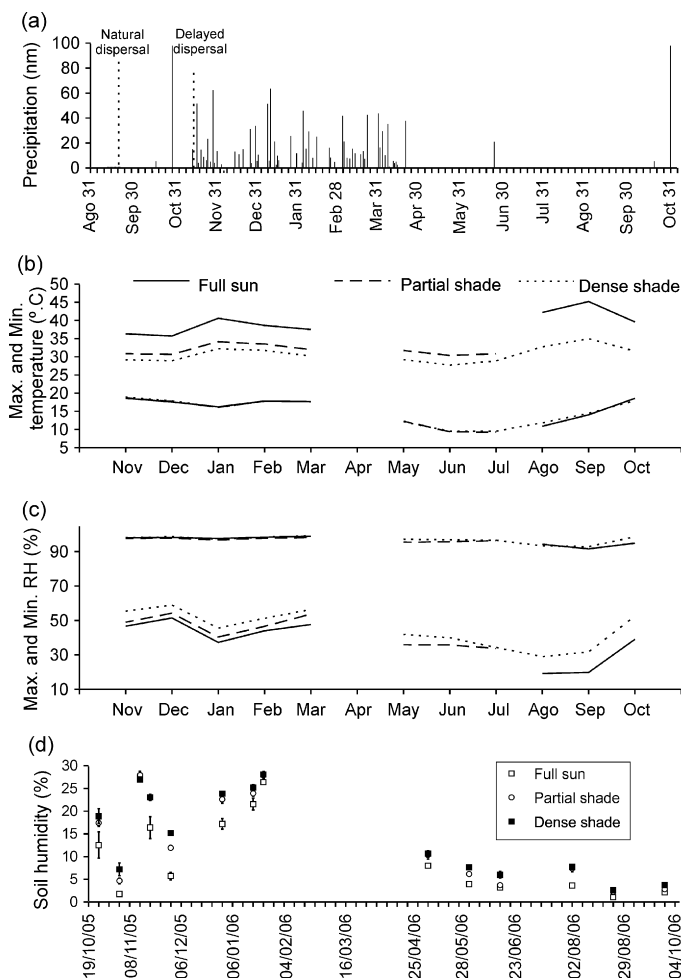 (a)
Natural dispersal
Delayed dispersal
Precipitation (nm)
100
80
60
40
20
0
Ago 31
Sep 30
Oct 31
Nov 31
Dec 31
Jan 31
Feb 28
Mar 31
Apr 30
May 31
Jun 30
Jul 31
Ago 31
Sep 30
Oct 31
(b)
Full sun
Partial shade
Dense shade
Max. and Min.
temperature (º.C)
50
45
40
35
30
25
20
15
10
5
Nov Dec Jan Feb Mar Apr May Jun Jul Ago Sep Oct
(c)
Max. and Min. RH (%)
90
70
50
30
10
Nov Dec Jan Feb Mar Apr May Jun Jul Ago Sep Oct
(d)
Soil humidity (%)
30
25
20
15
10
5
0
Full sun
Partial shade
Dense shade
19/10/05
08/11/05
06/12/05
06/01/06
04/02/06
16/03/06
25/04/06
28/05/06
23/06/06
02/08/06
29/08/06
04/10/06